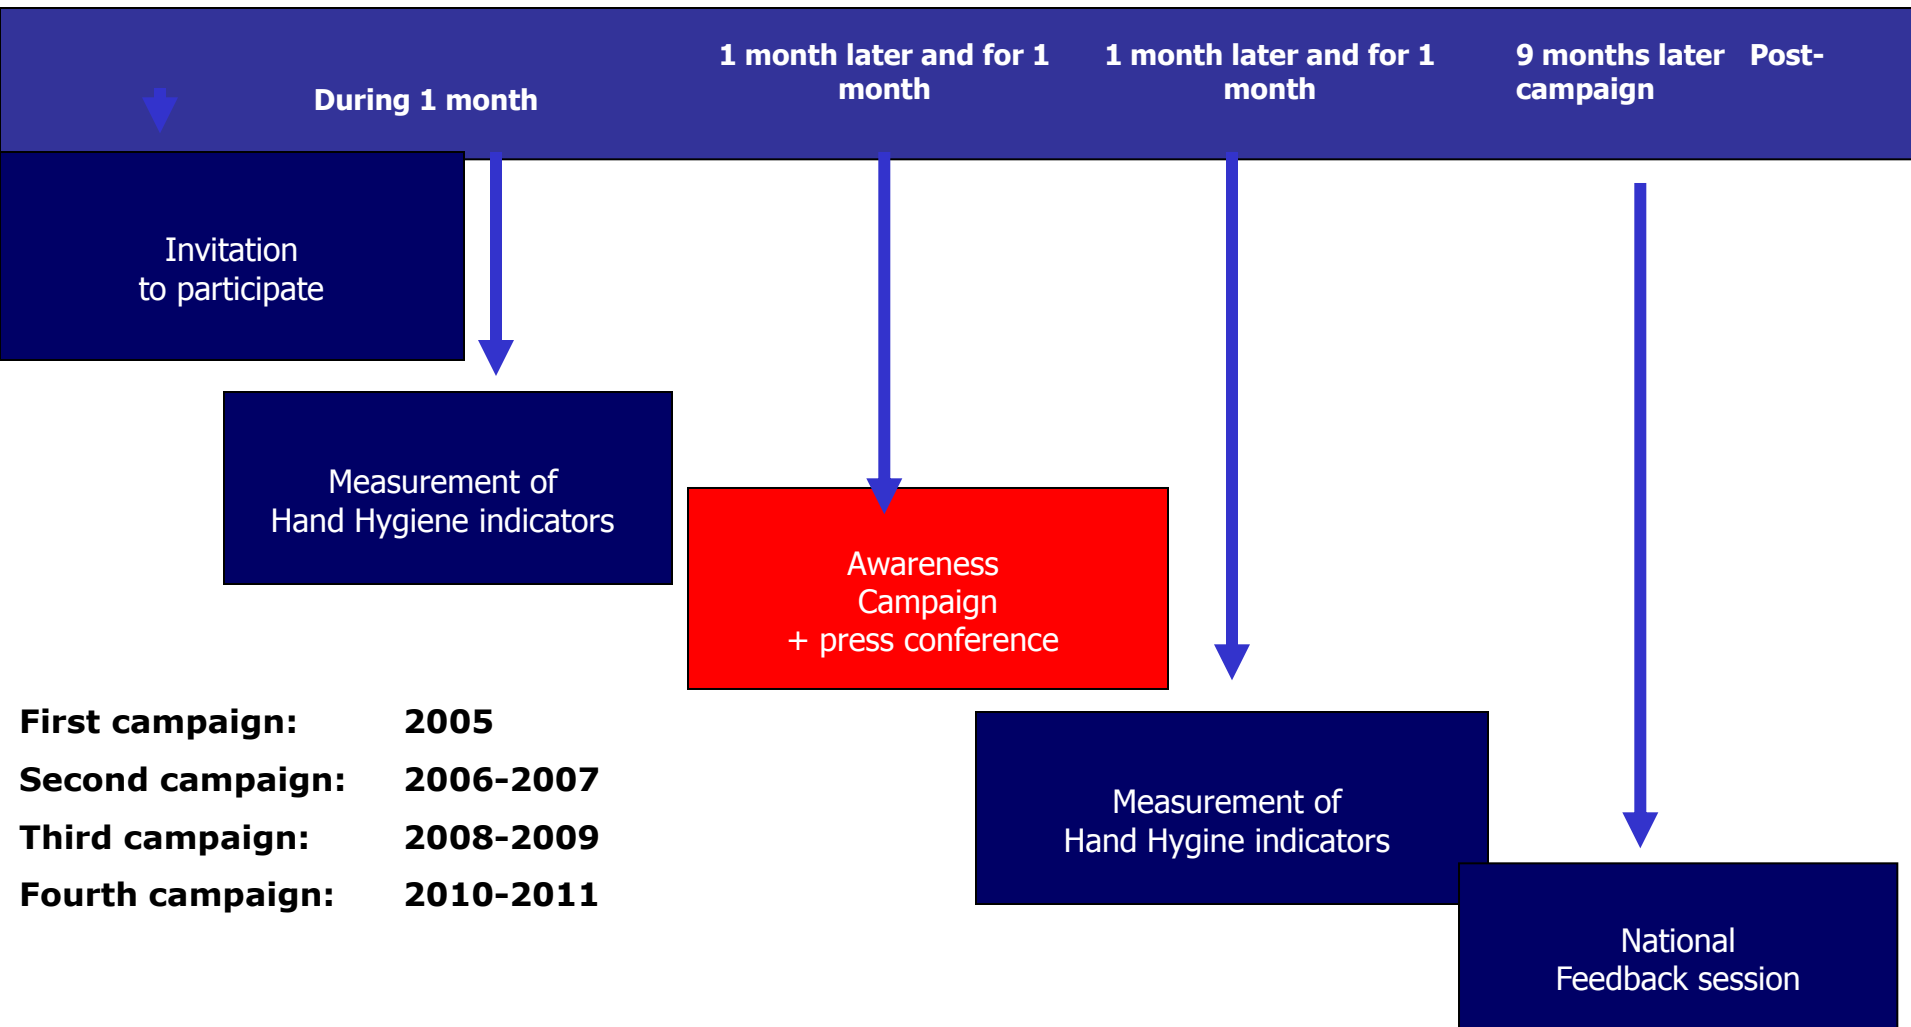 During 1 month
1 month later and for 1
month
1 month later and for 1
month
9 months later Post-
campaign
Invitation
to participate
Measurement of
Hand Hygiene indicators
Awareness
Campaign
+ press conference
Measurement of
Hand Hygine indicators
National
Feedback session
First campaign: 2005
Second campaign: 2006-2007
Third campaign: 2008-2009
Fourth campaign: 2010-2011